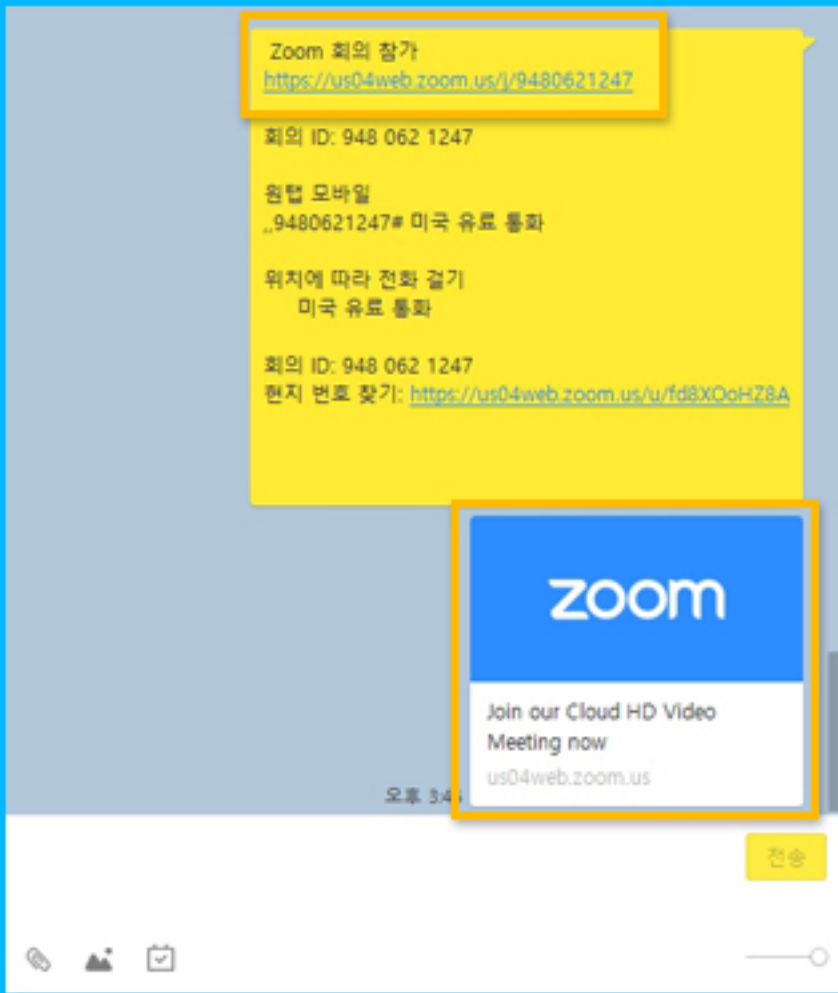 Zoom 회의 참가
https://us04web.zoom.us/j/9480621247
회의 ID: 948 062 1247
원탭 모바일
,,9480621247# 미국 유료 통화
위치에 따라 전화 걸기
미국 유료 통화
회의 ID: 948 062 1247
현지 번호 찾기: https://us04web.zoom.us/u/fd8XOoHZ8A
zoom
Join our Cloud HD Video
Meeting now
us04web.zoom.us
오후
전송